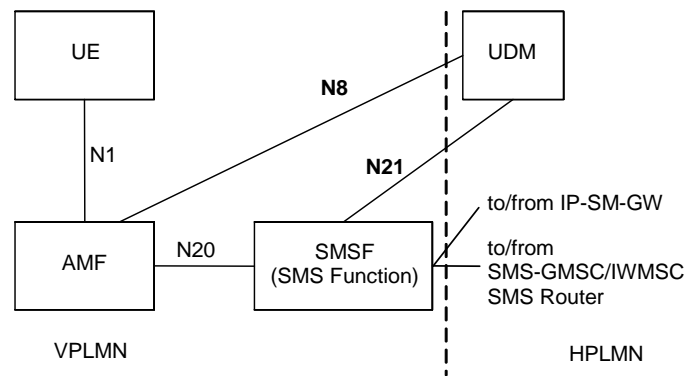 UE
UDM
N8
N1
N21
to/from IP-SM-GW
AMF
N20
SMSF
(SMS Function)
to/from
SMS-GMSC/IWMSC
SMS Router
VPLMN
HPLMN